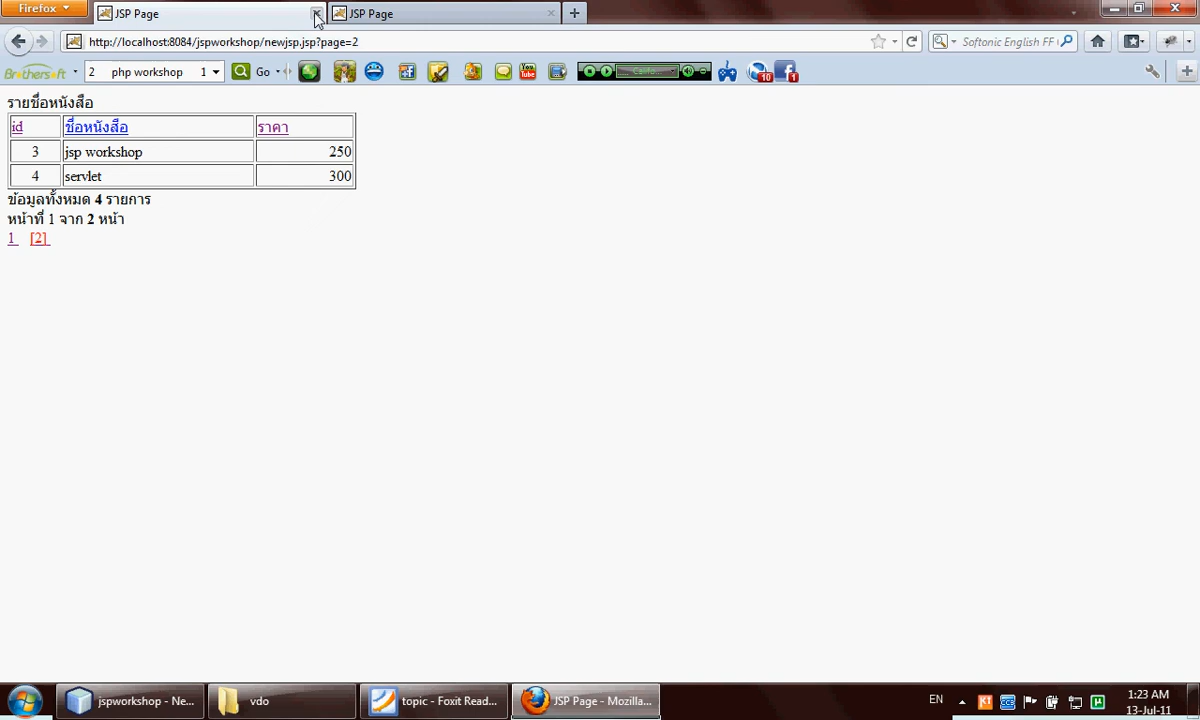 Firefox
JSP Page
JSP Page
http://localhost:8084/jspworkshop/newjsp.jsp?page=2
Softonic English FF
Brothersoft
2 php workshop 1
Go
You Tube
10
1
รายชื่อหนังสือ
id ชื่อหนังสือ ราคา
3 jsp workshop 250
4 servlet 300
ข้อมูลทั้งหมด 4 รายการ
หน้าที่ 1 จาก 2 หน้า
1 [2]
jspworkshop - Ne...
vdo
topic - Foxit Read...
JSP Page - Mozilla...
EN
1:23 AM
13-Jul-11